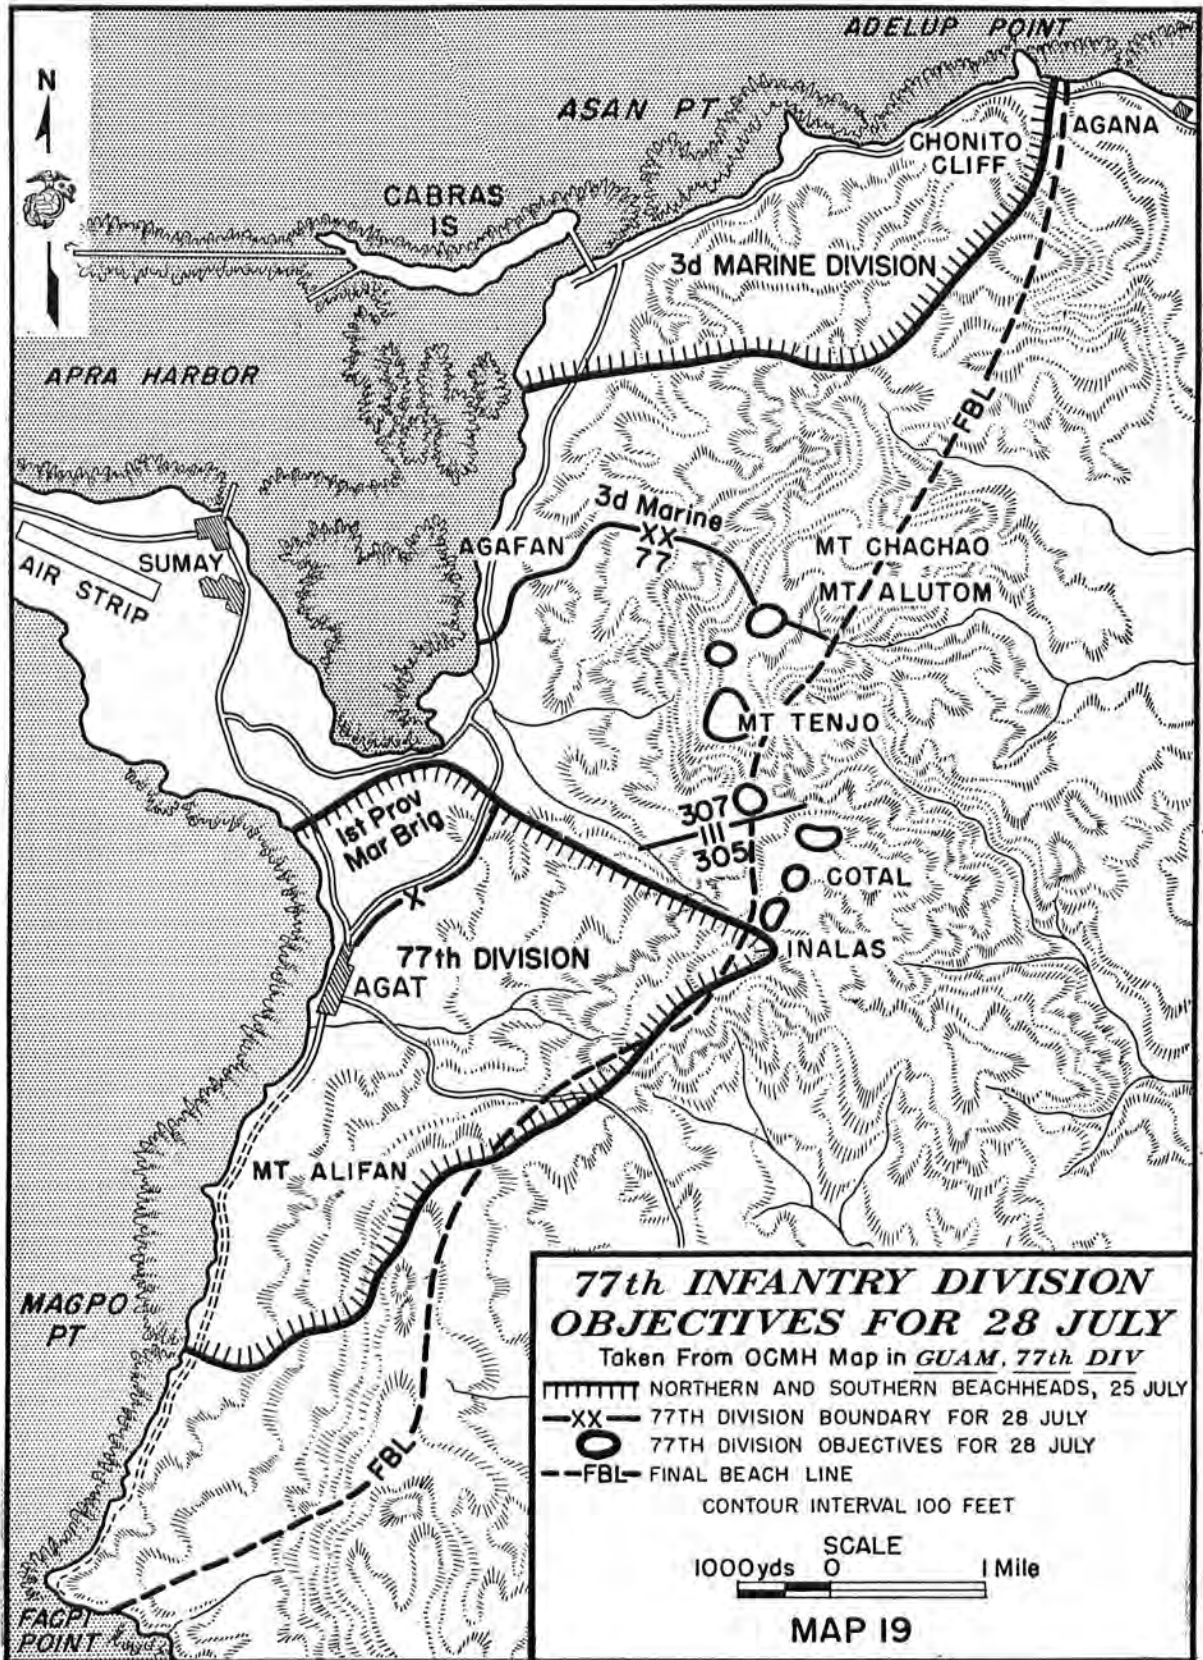 ADELUP POINT
N
ASAN PT
AGANA
CHONITO
CLIFF
CABRAS
IS
3d MARINE DIVISION
APRA HARBOR
FBL
3d Marine
XX
77
AGAFAN
MT CHACHAO
SUMAY
AIR STRIP
MT ALUTOM
MT TENJO
307
III
305
1st Prov
Mar Brig
GOTAL
X
77th DIVISION
INALAS
AGAT
MT ALIFAN
MAGPO
PT
FBL
FACPI
POINT
77th INFANTRY DIVISION
OBJECTIVES FOR 28 JULY
Taken From OCMH Map in GUAM, 77th DIV
NORTHERN AND SOUTHERN BEACHHEADS, 25 JULY
XX 77TH DIVISION BOUNDARY FOR 28 JULY
77TH DIVISION OBJECTIVES FOR 28 JULY
FBL FINAL BEACH LINE
CONTOUR INTERVAL 100 FEET
SCALE
1000yds 0 1 Mile
MAP 19